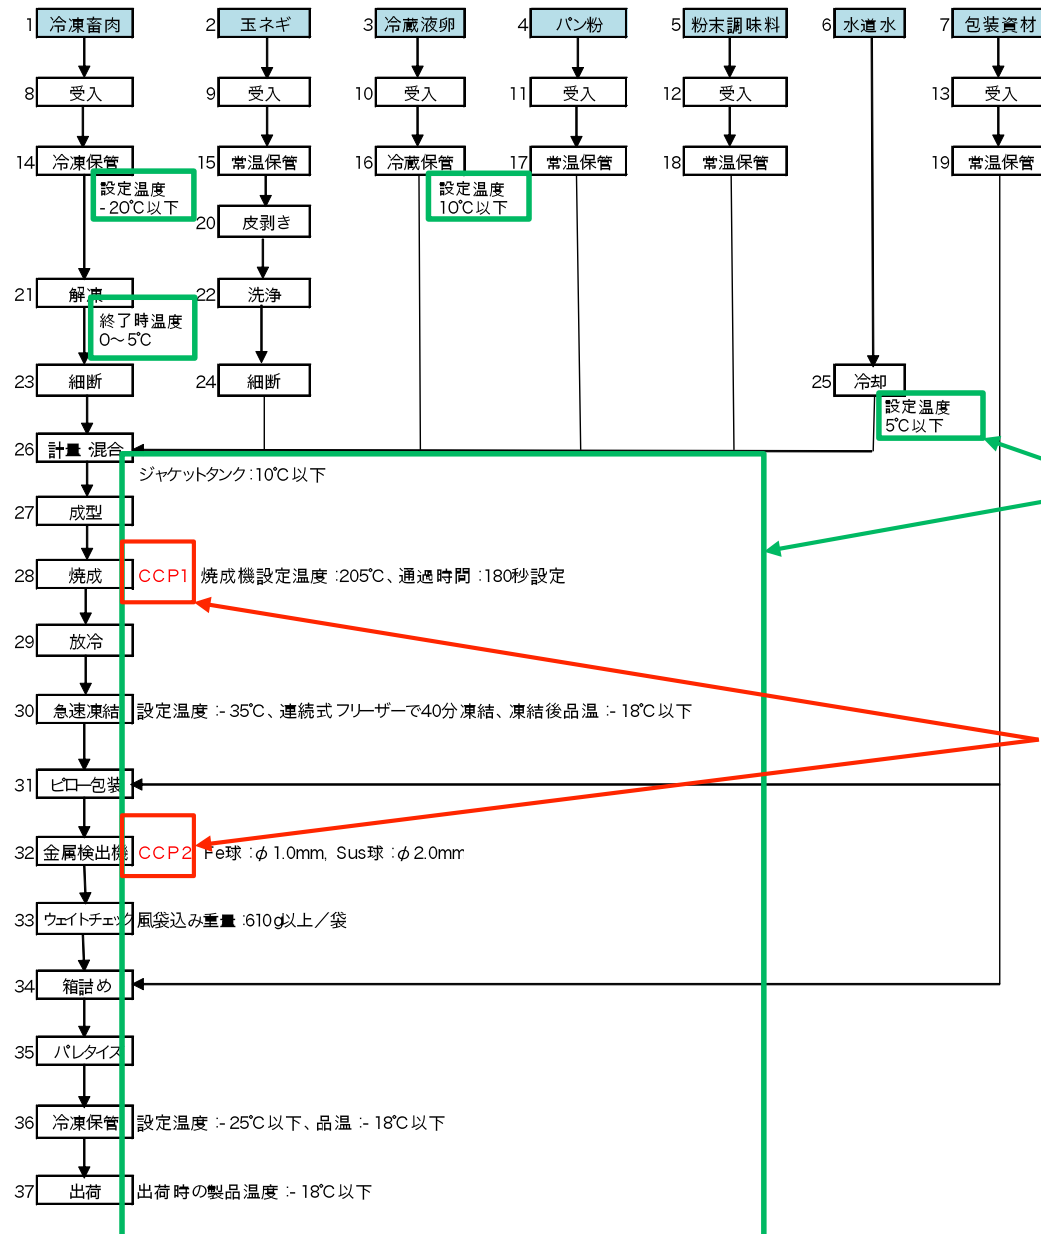 1 冷凍畜肉 2 玉ネギ 3 冷蔵液卵 4 パン粉 5 粉末調味料 6 水道水 7 包装資材
8 受入 9 受入 10 受入 11 受入 12 受入 13 受入
14 冷凍保管 15 常温保管 16 冷蔵保管 17 常温保管 18 常温保管 19 常温保管
設定温度
-20℃以下
設定温度
10℃以下
20 皮剥き
21 解凍 22 洗浄
終了時温度
0～5℃
23 細断 24 細断 25 冷却
設定温度
5℃以下
26 計量・混合
ジャケットタンク:10℃以下
27 成型
28 焼成 CCP1 焼成機設定温度:205℃、通過時間:180秒設定
29 放冷
30 急速凍結 設定温度:-35℃、連続式フリーザーで40分凍結、凍結後品温:-18℃以下
31 ピロー包装
32 金属検出機 CCP2 Fe球:φ1.0mm, Sus球:φ2.0mm
33 ウェイトチェック 風袋込み重量:610g以上／袋
34 箱詰め
35 パレタイズ
36 冷凍保管 設定温度:-25℃以下、品温:-18℃以下
37 出荷 出荷時の製品温度:-18℃以下